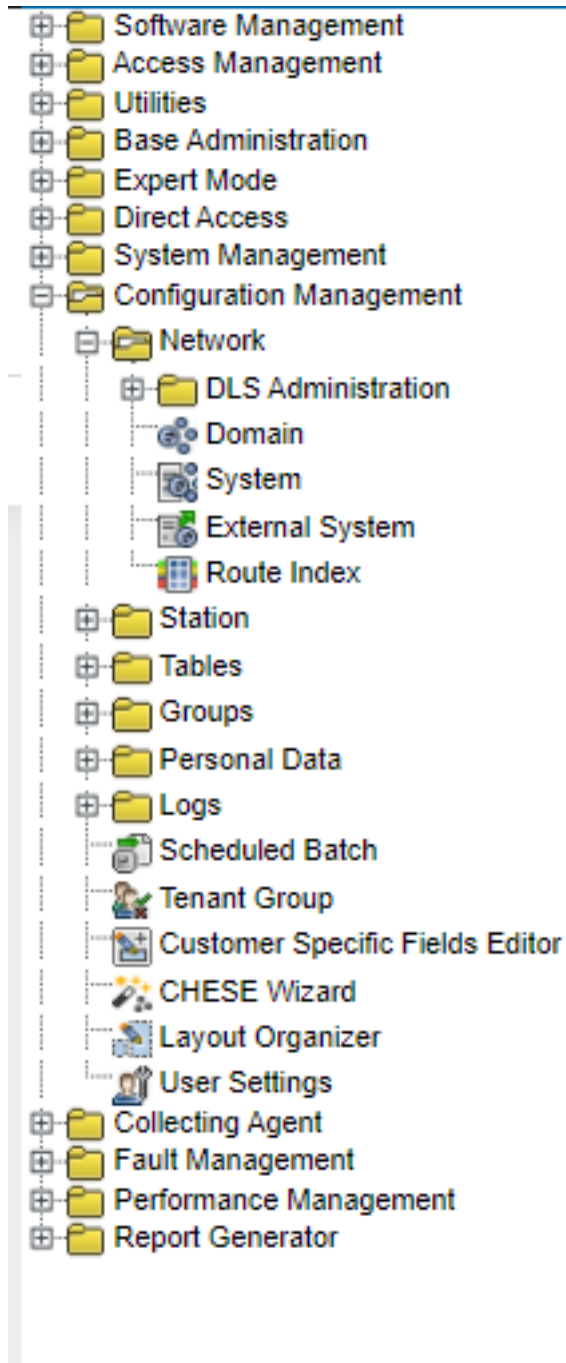 Software Management
Access Management
Utilities
Base Administration
Expert Mode
Direct Access
System Management
Configuration Management
Network
DLS Administration
Domain
System
External System
Route Index
Station
Tables
Groups
Personal Data
Logs
Scheduled Batch
Tenant Group
Customer Specific Fields Editor
CHESE Wizard
Layout Organizer
User Settings
Collecting Agent
Fault Management
Performance Management
Report Generator